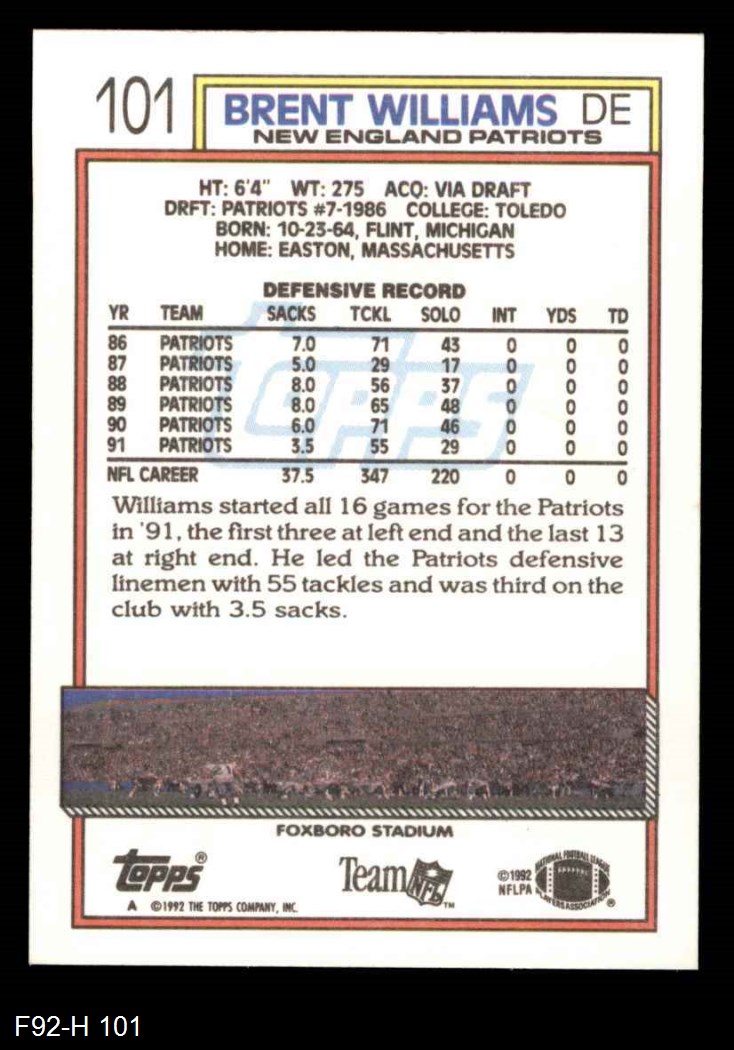 101 BRENT WILLIAMS DE
NEW ENGLAND PATRIOTS
HT: 6'4" WT: 275 ACQ: VIA DRAFT
DRFT: PATRIOTS #7-1986 COLLEGE: TOLEDO
BORN: 10-23-64, FLINT, MICHIGAN
HOME: EASTON, MASSACHUSETTS
DEFENSIVE RECORD
YR TEAM SACKS TCKL SOLO INT YDS TD
86 PATRIOTS 7.0 71 43 0 0 0
87 PATRIOTS 5.0 29 17 0 0 0
88 PATRIOTS 8.0 56 37 0 0 0
89 PATRIOTS 8.0 65 48 0 0 0
90 PATRIOTS 6.0 71 46 0 0 0
91 PATRIOTS 3.5 55 29 0 0 0
NFL CAREER 37.5 347 220 0 0 0
topps
Williams started all 16 games for the Patriots
in '91, the first three at left end and the last 13
at right end. He led the Patriots defensive
linemen with 55 tackles and was third on the
club with 3.5 sacks.
FOXBORO STADIUM
topps®
Team NFL™
©1992
NFLPA
NATIONAL FOOTBALL LEAGUE
PLAYERS ASSOCIATION ®
A ©1992 THE TOPPS COMPANY, INC.
F92-H 101